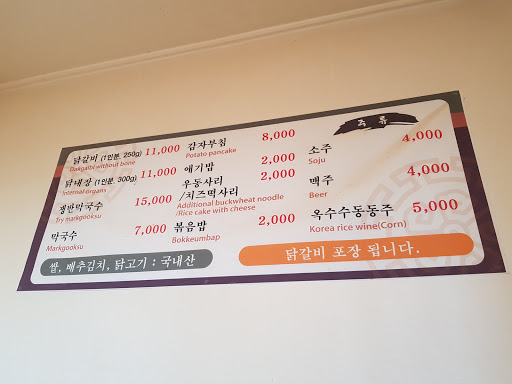 닭갈비 (1인분, 250g) 11,000
Dakgalbi without bone
닭내장 (1인분, 300g) 11,000
Internal organs
쟁반막국수 15,000
Try markgooksu
막국수 7,000
Markgooksu
감자부침 8,000
Potato pancake
애기밥 2,000
우동사리 2,000
/치즈떡사리
Additional buckwheat noodle
/Rice cake with cheese
볶음밥 2,000
Bokkeumbap
주 류
소주 4,000
Soju
맥주 4,000
Beer
옥수수동동주 5,000
Korea rice wine(Corn)
쌀, 배추김치, 닭고기 : 국내산
닭갈비 포장 됩니다.